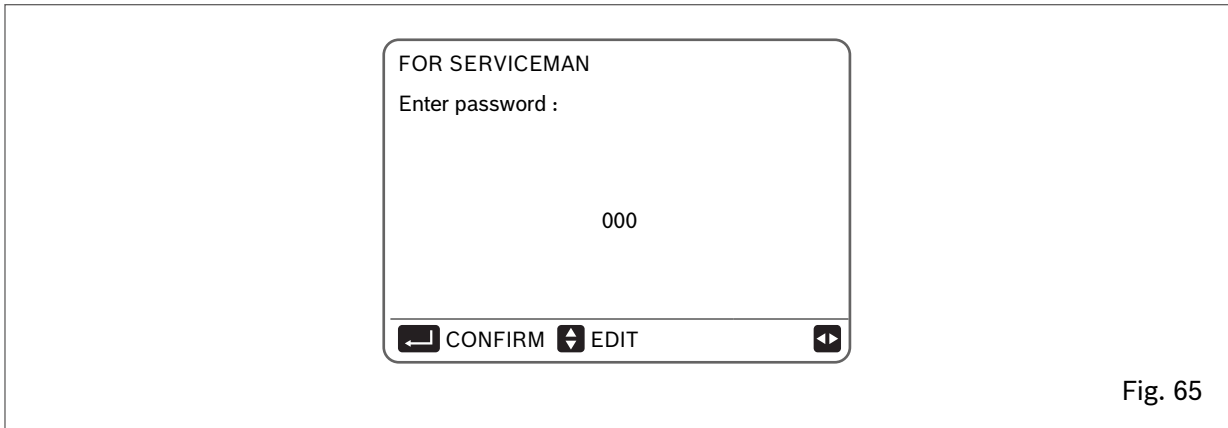 FOR SERVICEMAN
Enter password :
000
CONFIRM EDIT
Fig. 65